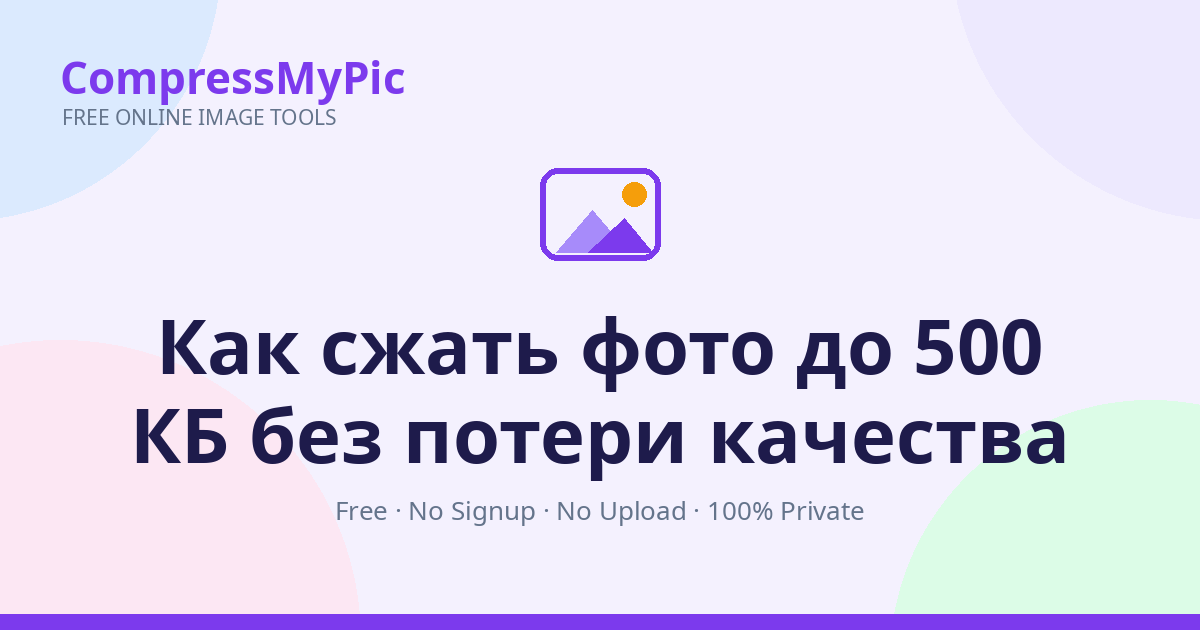 CompressMyPic
FREE ONLINE IMAGE TOOLS
Как сжать фото до 500
КБ без потери качества
Free · No Signup · No Upload · 100% Private